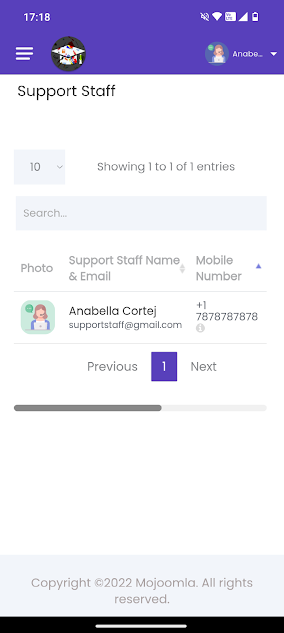 17:18
Anabe...
Support Staff
10
Showing 1 to 1 of 1 entries
Search...
Photo
Support Staff Name
& Email
Mobile
Number
Anabella Cortej
supportstaff@gmail.com
+1
7878787878
Previous 1 Next
Copyright ©2022 Mojoomla. All rights
reserved.